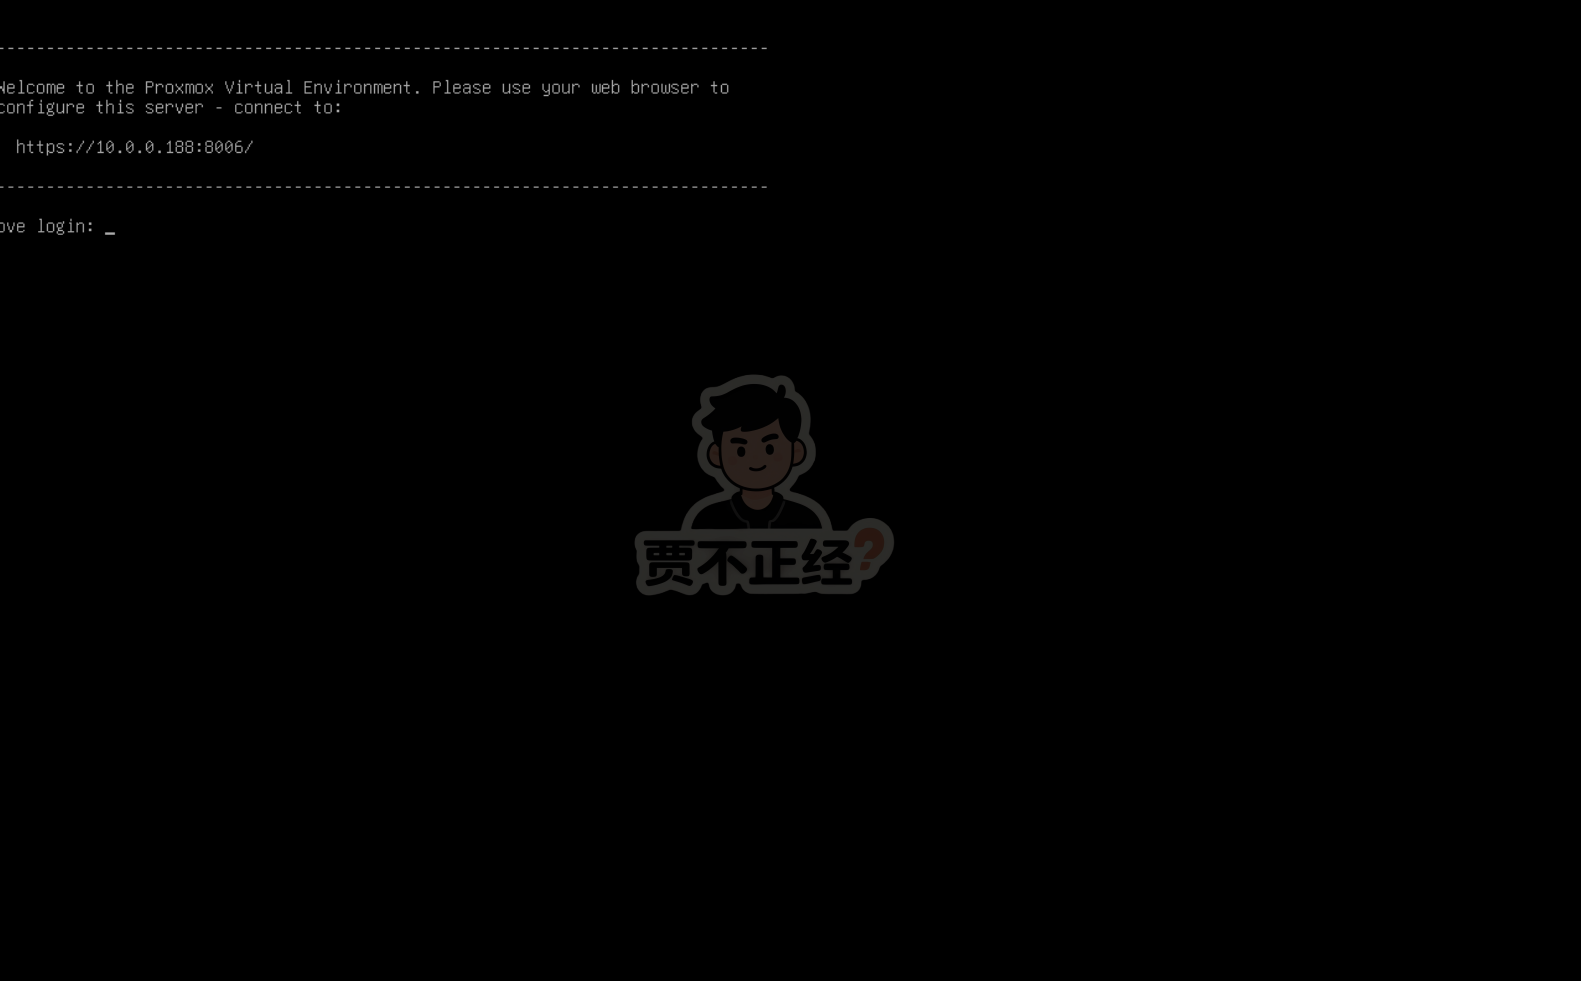 --------------------------------------------------------------------------------
Welcome to the Proxmox Virtual Environment. Please use your web browser to
configure this server - connect to:
https://10.0.0.188:8006/
--------------------------------------------------------------------------------
pve login: _
贾不正经?